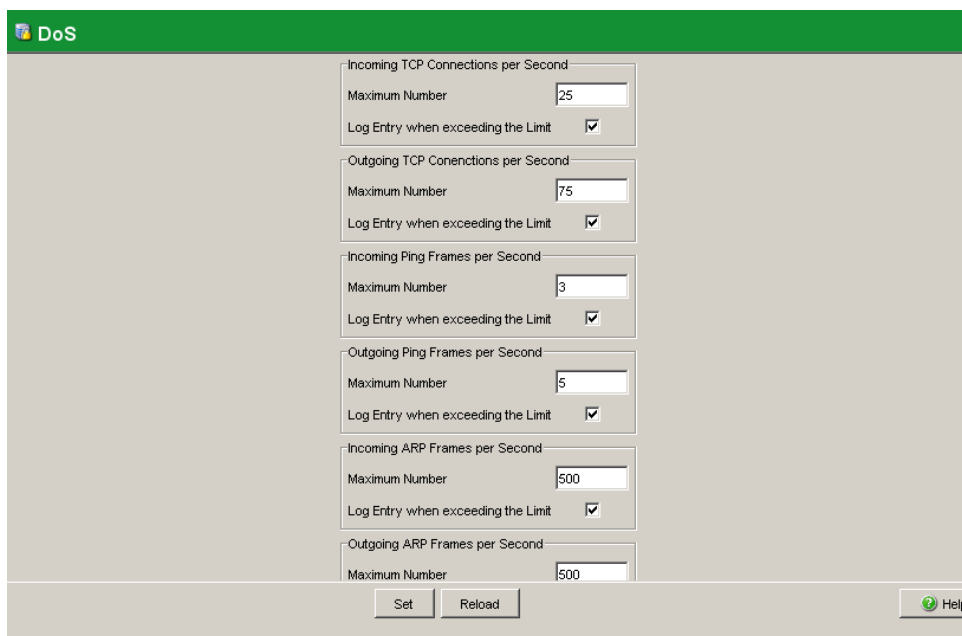 DoS
Incoming TCP Connections per Second
Maximum Number 25
Log Entry when exceeding the Limit
Outgoing TCP Conenctions per Second
Maximum Number 75
Log Entry when exceeding the Limit
Incoming Ping Frames per Second
Maximum Number 3
Log Entry when exceeding the Limit
Outgoing Ping Frames per Second
Maximum Number 5
Log Entry when exceeding the Limit
Incoming ARP Frames per Second
Maximum Number 500
Log Entry when exceeding the Limit
Outgoing ARP Frames per Second
Maximum Number 500
Set Reload Help